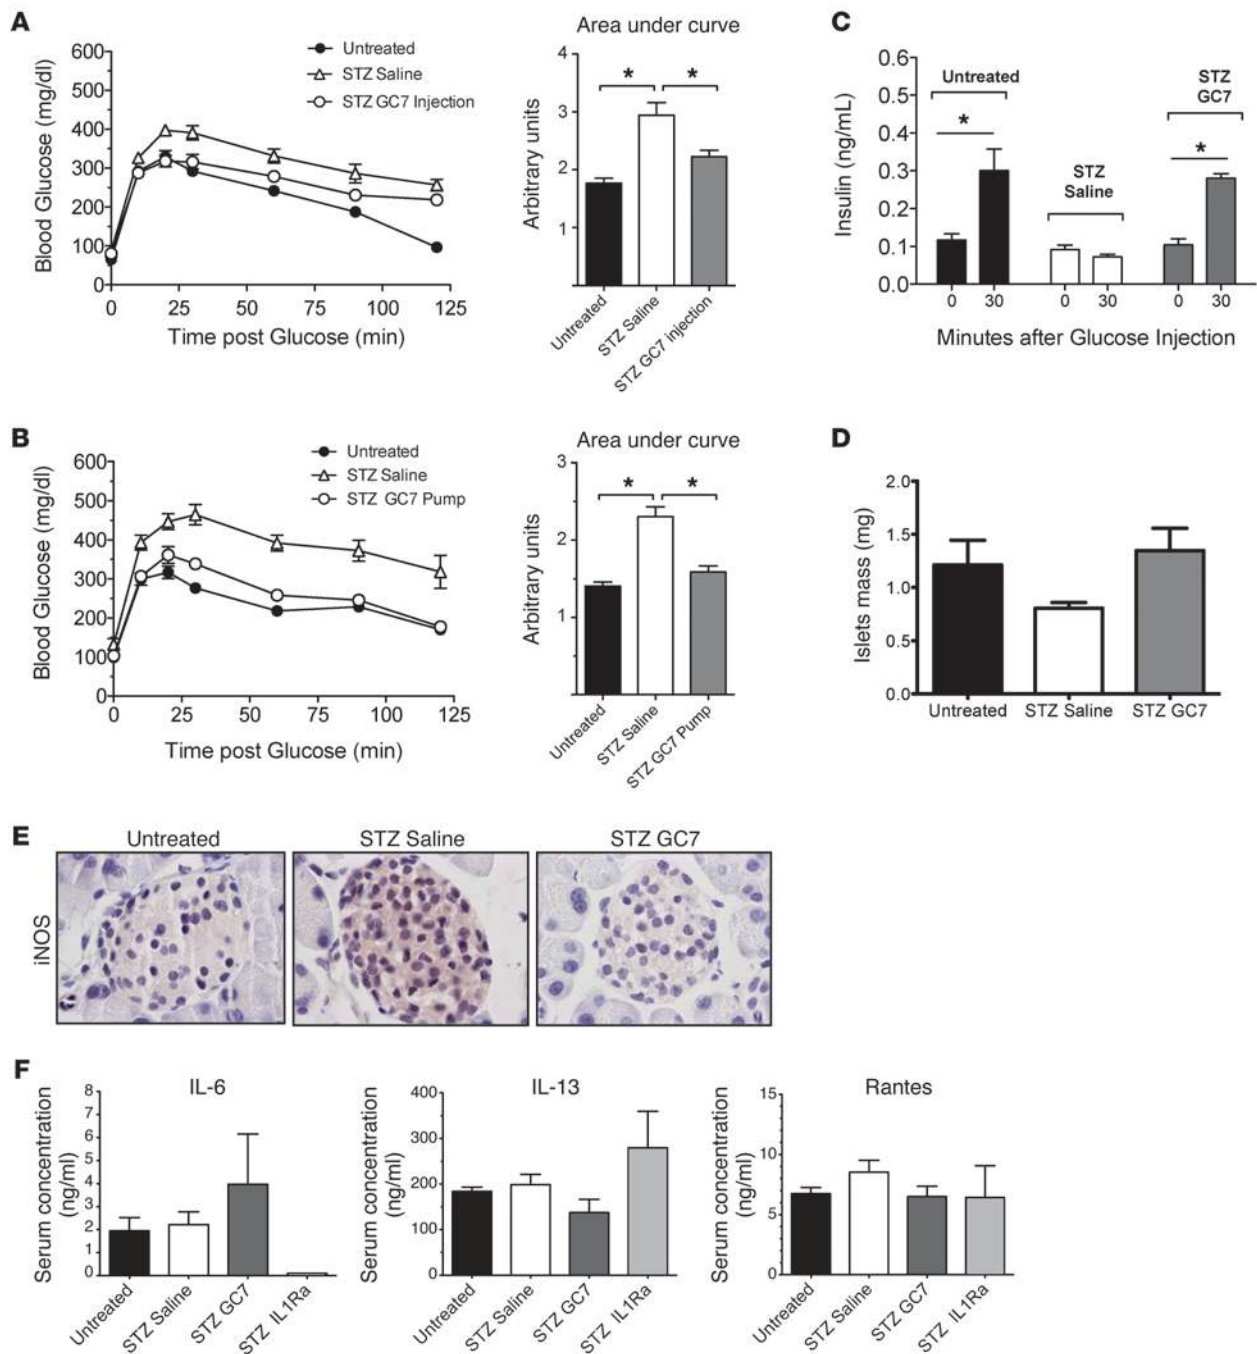 A
Blood Glucose (mg/dl)
600
500
400
300
200
100
0
0 25 50 75 100 125
Time post Glucose (min)
Untreated
STZ Saline
STZ GC7 Injection
Area under curve
Arbitrary units
4
3
2
1
* *
Untreated
STZ Saline
STZ GC7 injection
C
Insulin (ng/mL)
0.6
0.5
0.4
0.3
0.2
0.1
0.0
Untreated
*
STZ
Saline
STZ
GC7
*
0 30 0 30 0 30
Minutes after Glucose Injection
B
Blood Glucose (mg/dl)
600
500
400
300
200
100
0
0 25 50 75 100 125
Time post Glucose (min)
Untreated
STZ Saline
STZ GC7 Pump
Area under curve
Arbitrary units
3
2
1
* *
Untreated
STZ Saline
STZ GC7 Pump
D
Islets mass (mg)
2.0
1.5
1.0
0.5
0.0
Untreated STZ Saline STZ GC7
E
Untreated STZ Saline STZ GC7
iNOS
F
IL-6
Serum concentration
(ng/ml)
8
7
6
5
4
3
2
1
0
Untreated
STZ Saline
STZ GC7
STZ IL1Ra
IL-13
Serum concentration
(ng/ml)
400
300
200
100
0
Untreated
STZ Saline
STZ GC7
STZ IL1Ra
Rantes
Serum concentration
(ng/ml)
15
10
5
0
Untreated
STZ Saline
STZ GC7
STZ IL1Ra